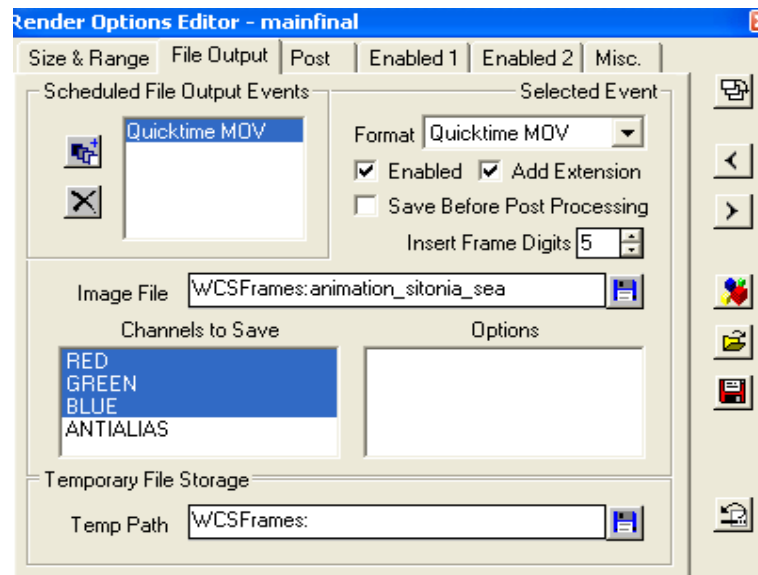 Render Options Editor - mainfinal
Size & Range File Output Post Enabled 1 Enabled 2 Misc.
Scheduled File Output Events
Selected Event
Quicktime MOV
Format Quicktime MOV
Enabled Add Extension
Save Before Post Processing
Insert Frame Digits 5
Image File WCSFrames:animation_sitonia_sea
Channels to Save
Options
RED
GREEN
BLUE
ANTIALIAS
Temporary File Storage
Temp Path WCSFrames: